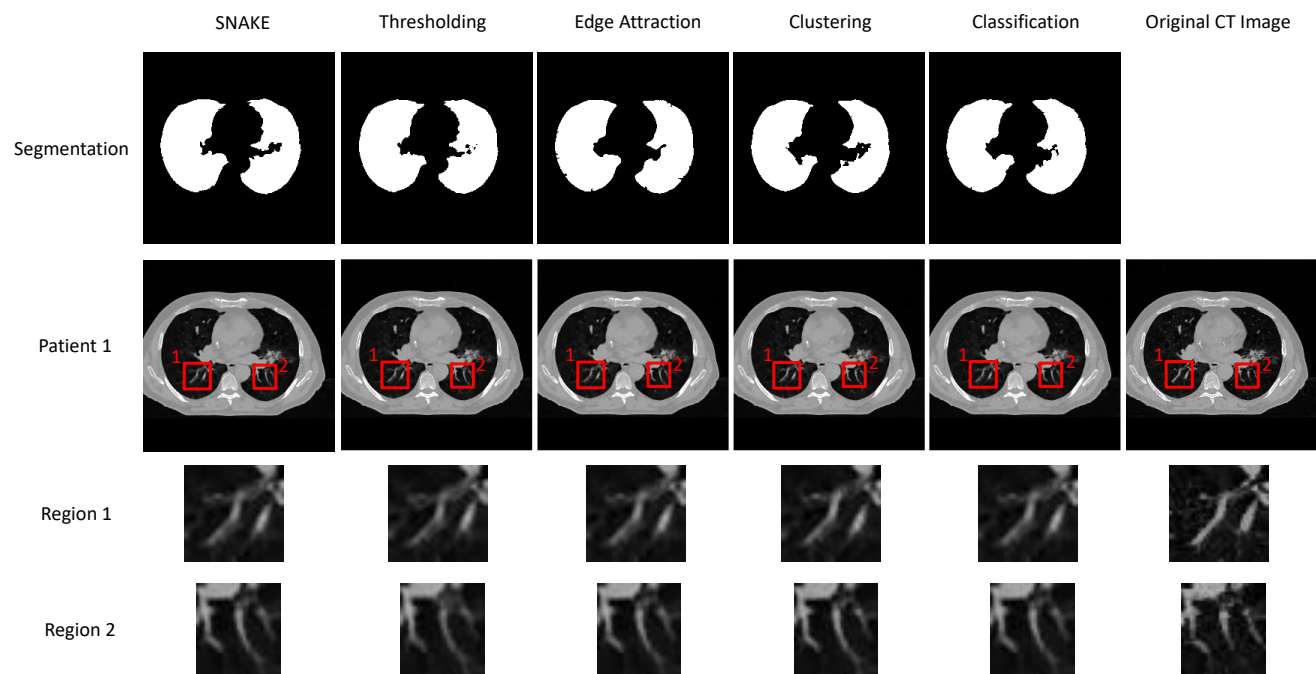 SNAKE Thresholding Edge Attraction Clustering Classification Original CT Image
Segmentation
Patient 1
1 2 1 2 1 2 1 2 1 2 1 2
Region 1
Region 2